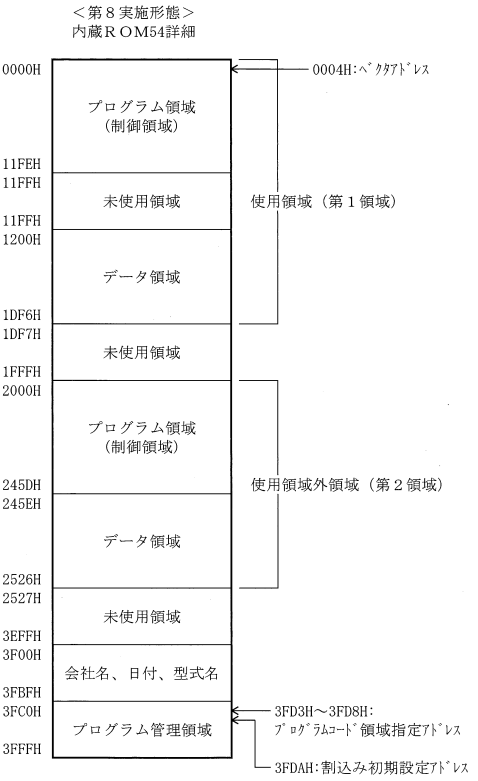 ＜第８実施形態＞
内蔵ＲＯＭ54詳細
0000H
0004H：ﾍﾞｸﾀｱﾄﾞﾚｽ
プログラム領域
（制御領域）
11FEH
11FFH
未使用領域
使用領域（第１領域）
11FFH
1200H
データ領域
1DF6H
1DF7H
未使用領域
1FFFH
2000H
プログラム領域
（制御領域）
245DH
使用領域外領域（第２領域）
245EH
データ領域
2526H
2527H
未使用領域
3EFFH
3F00H
会社名、日付、型式名
3FBFH
3FC0H
3FD3H～3FD8H：
プログラム管理領域
ﾌﾟﾛｸﾞﾗﾑｺｰﾄﾞ領域指定ｱﾄﾞﾚｽ
3FFFH
3FDAH：割込み初期設定ｱﾄﾞﾚｽ